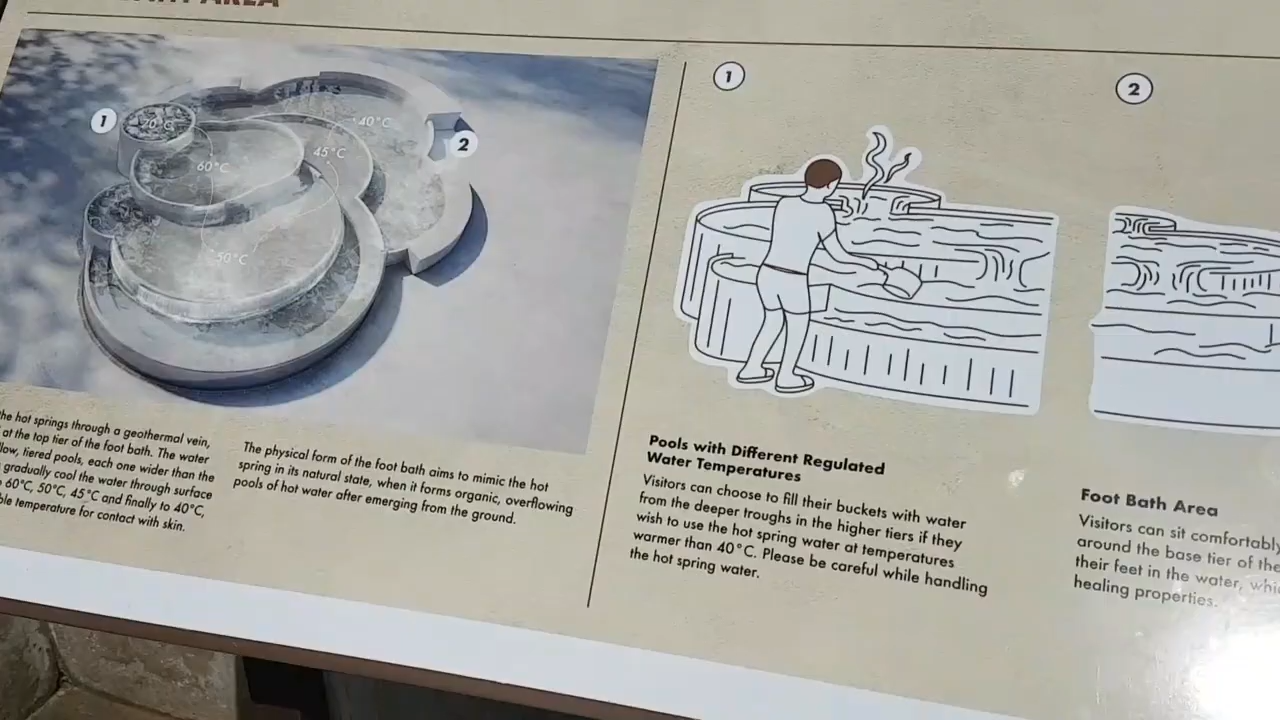 AREA
1
70°C
40°C
45°C
60°C
50°C
2
the hot springs through a geothermal vein,
at the top tier of the foot bath. The water
tiered pools, each one wider than the
gradually cool the water through surface
60°C, 50°C, 45°C and finally to 40°C,
temperature for contact with skin.
The physical form of the foot bath aims to mimic the hot
spring in its natural state, when it forms organic, overflowing
pools of hot water after emerging from the ground.
1
Pools with Different Regulated
Water Temperatures
Visitors can choose to fill their buckets with water
from the deeper troughs in the higher tiers if they
wish to use the hot spring water at temperatures
warmer than 40°C. Please be careful while handling
the hot spring water.
2
Foot Bath Area
Visitors can sit comfortably
around the base tier of the
their feet in the water,
healing properties.